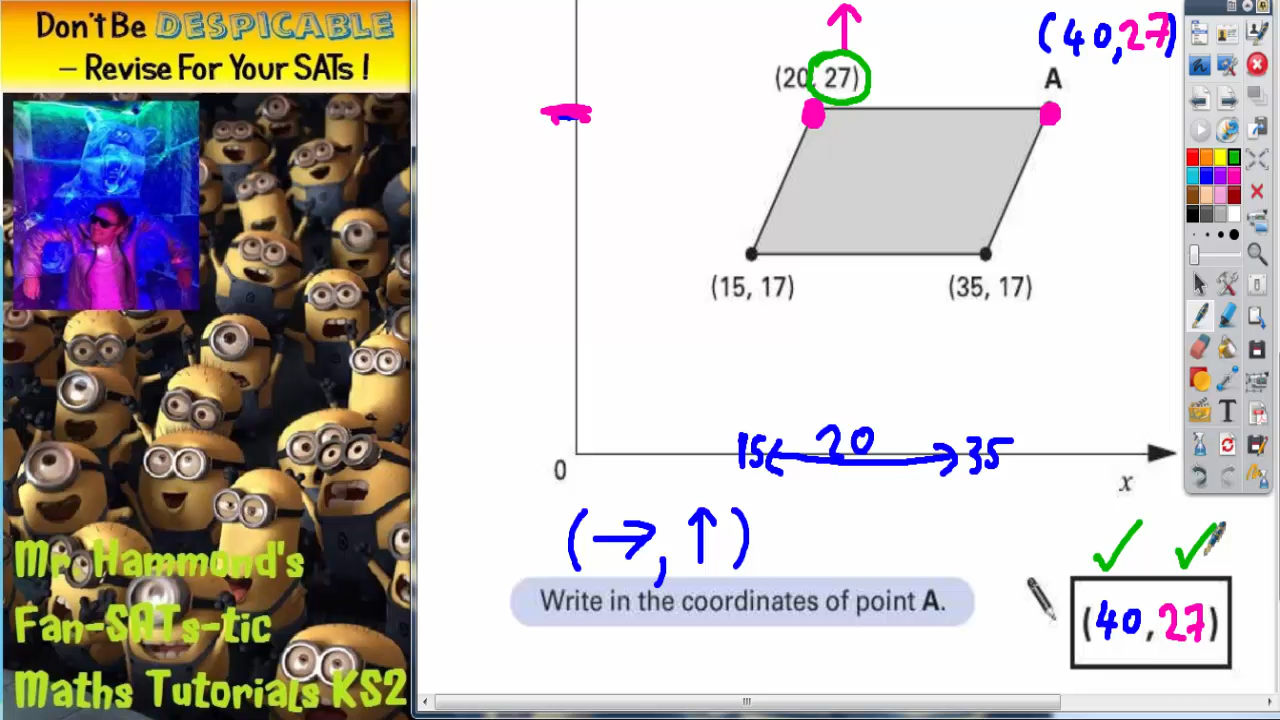 Don't Be DESPICABLE
– Revise For Your SATs !
Mr Hammond's
Fan-SATs-tic
Maths Tutorials KS2
(40,27)
(20, 27)
A
(15, 17)
(35, 17)
15
20
35
0
x
(→, ↑)
Write in the coordinates of point A.
(40, 27)
T